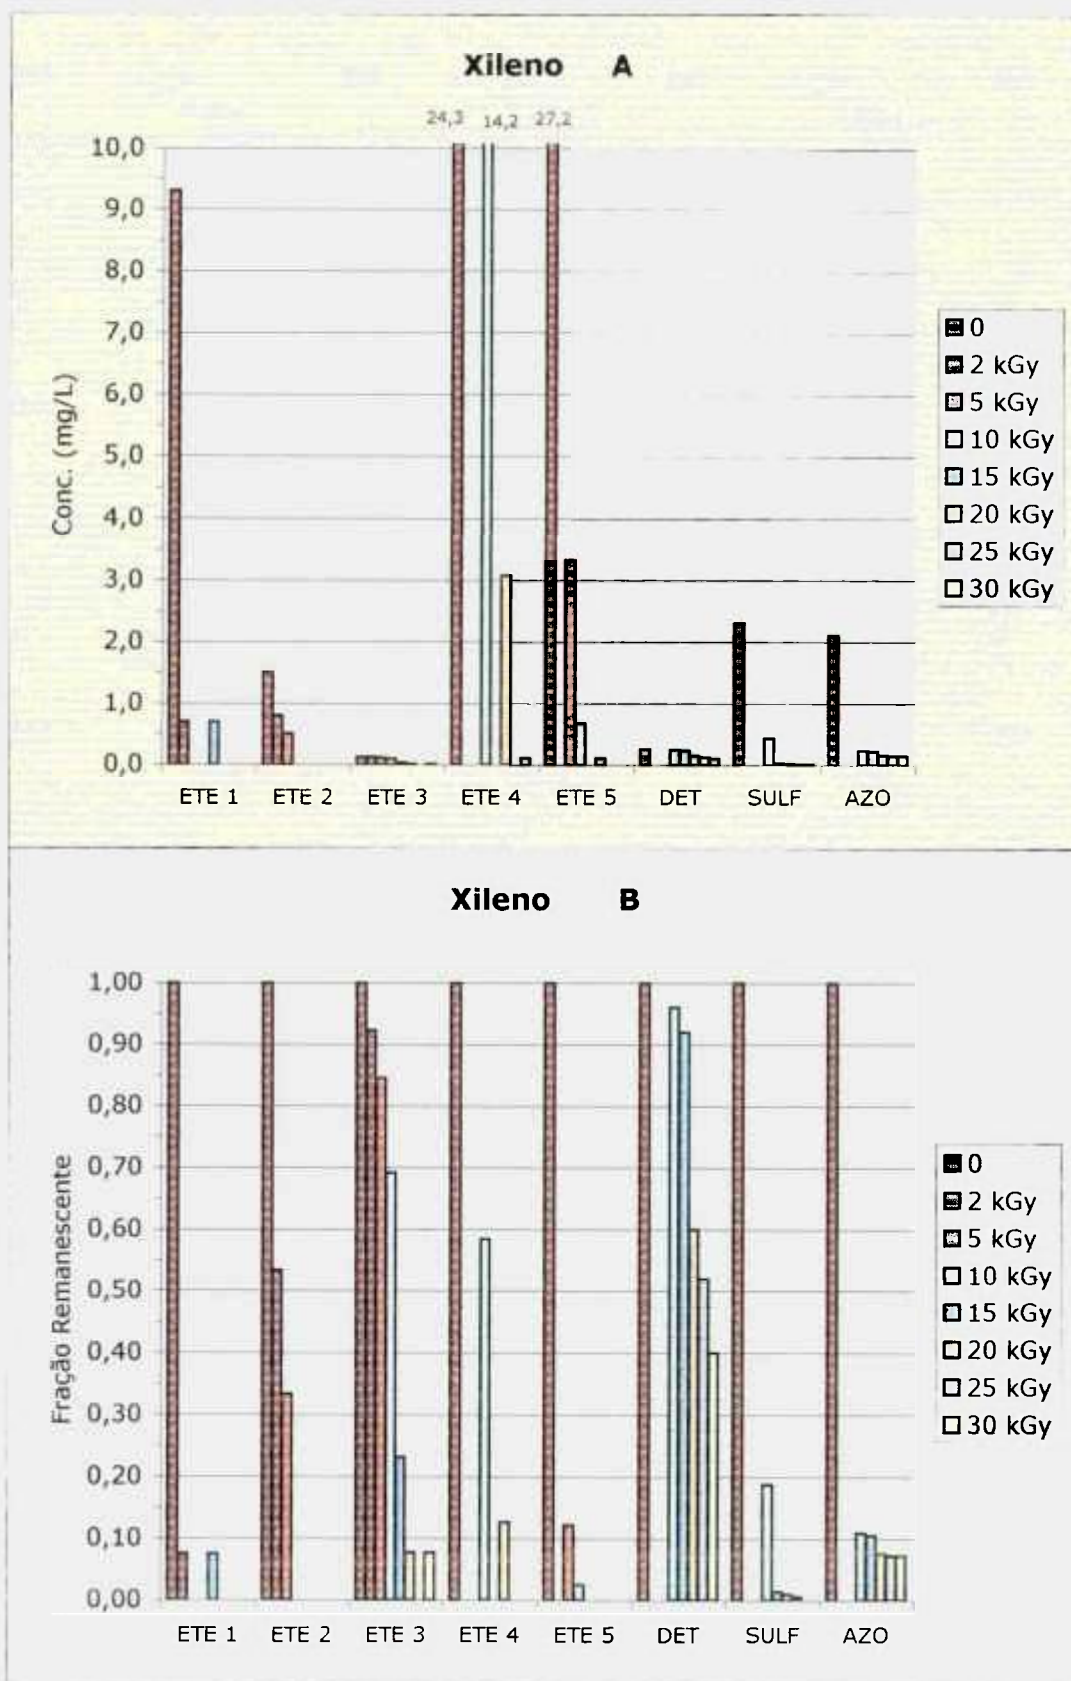 Xileno A
24,3 14,2 27,2
10,0
9,0
8,0
7,0
6,0
5,0
4,0
3,0
2,0
1,0
0,0
Conc. (mg/L)
ETE 1 ETE 2 ETE 3 ETE 4 ETE 5 DET SULF AZO
0
2 kGy
5 kGy
10 kGy
15 kGy
20 kGy
25 kGy
30 kGy
Xileno B
1,00
0,90
0,80
0,70
0,60
0,50
0,40
0,30
0,20
0,10
0,00
Fração Remanescente
ETE 1 ETE 2 ETE 3 ETE 4 ETE 5 DET SULF AZO
0
2 kGy
5 kGy
10 kGy
15 kGy
20 kGy
25 kGy
30 kGy